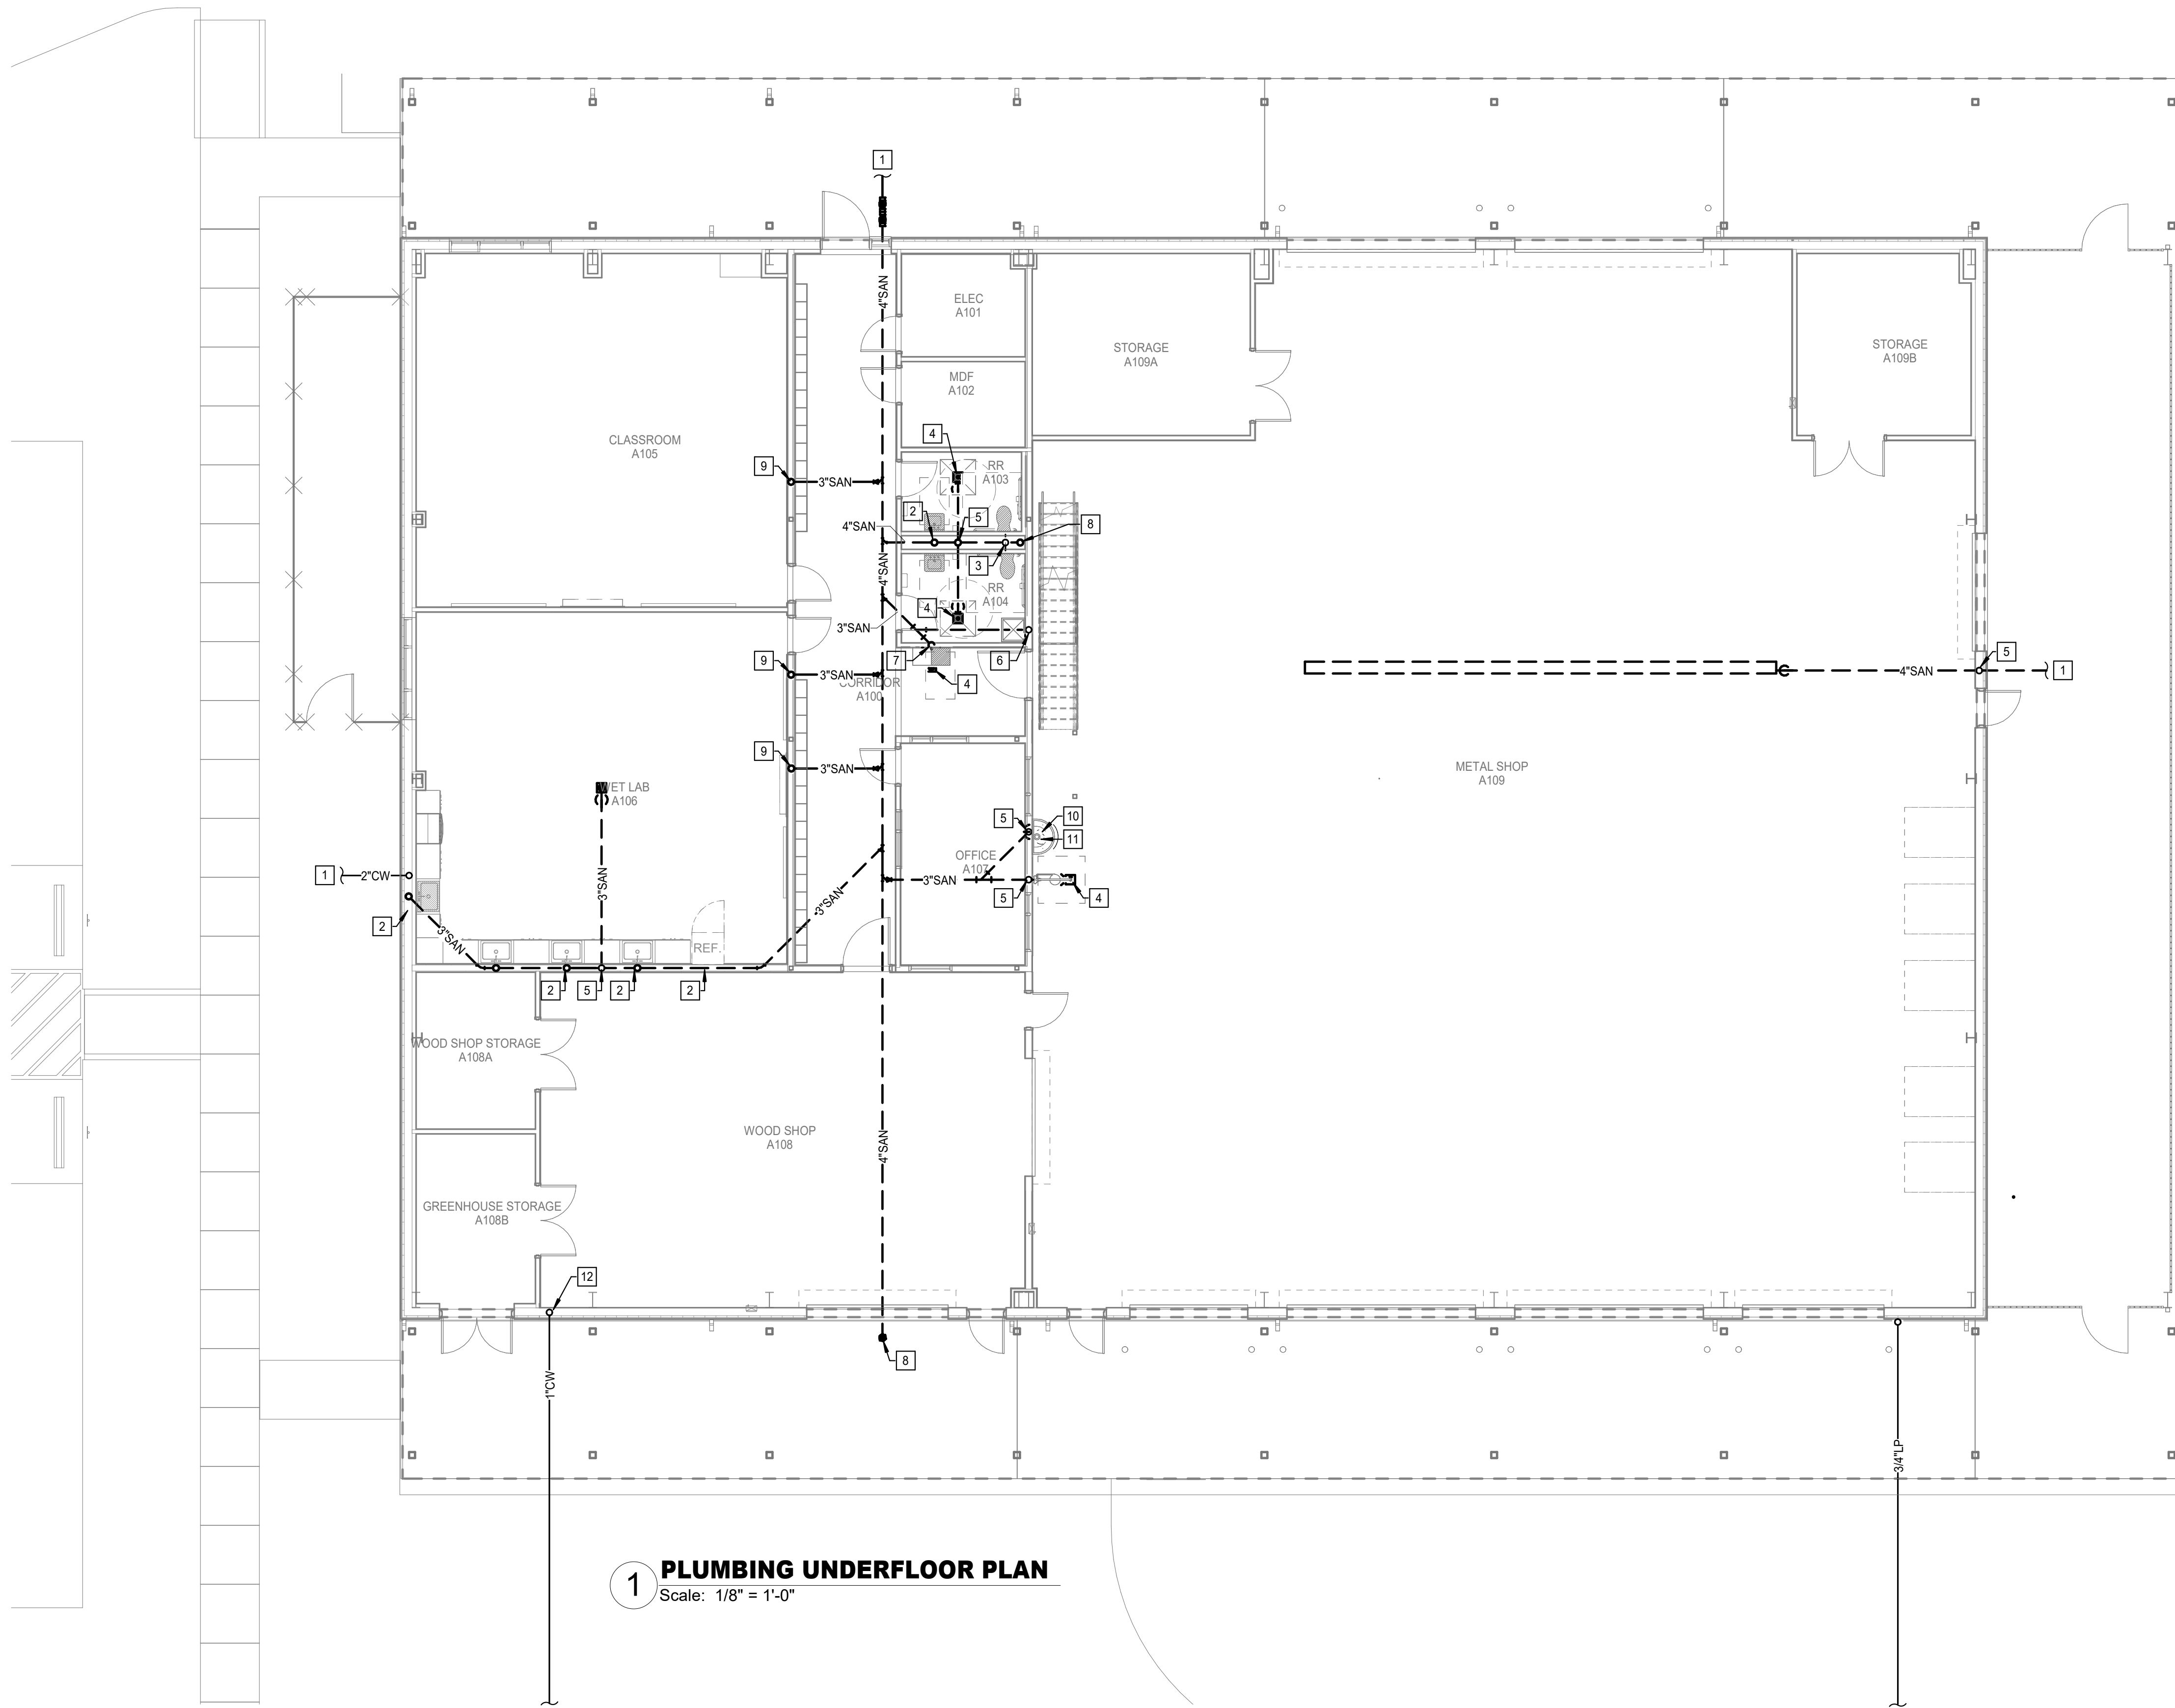 1
4"SAN
ELEC
A101
STORAGE
A109A
STORAGE
A109B
MDF
A102
CLASSROOM
A105
4
9
3"SAN
RR
A103
2
5
8
4"SAN
3
4"SAN
RR
A104
4
3"SAN
7
6
9
3"SAN
4
CORRIDOR
A100
5
4"SAN
1
9
3"SAN
METAL SHOP
A109
WET LAB
A106
5
10
11
OFFICE
A107
1
2"CW
3"SAN
3"SAN
3"SAN
5
4
2
3"SAN
REF.
2
5
2
2
WOOD SHOP STORAGE
A108A
WOOD SHOP
A108
4"SAN
GREENHOUSE STORAGE
A108B
12
8
1"CW
3/4"LP
1
PLUMBING UNDERFLOOR PLAN
Scale: 1/8" = 1'-0"